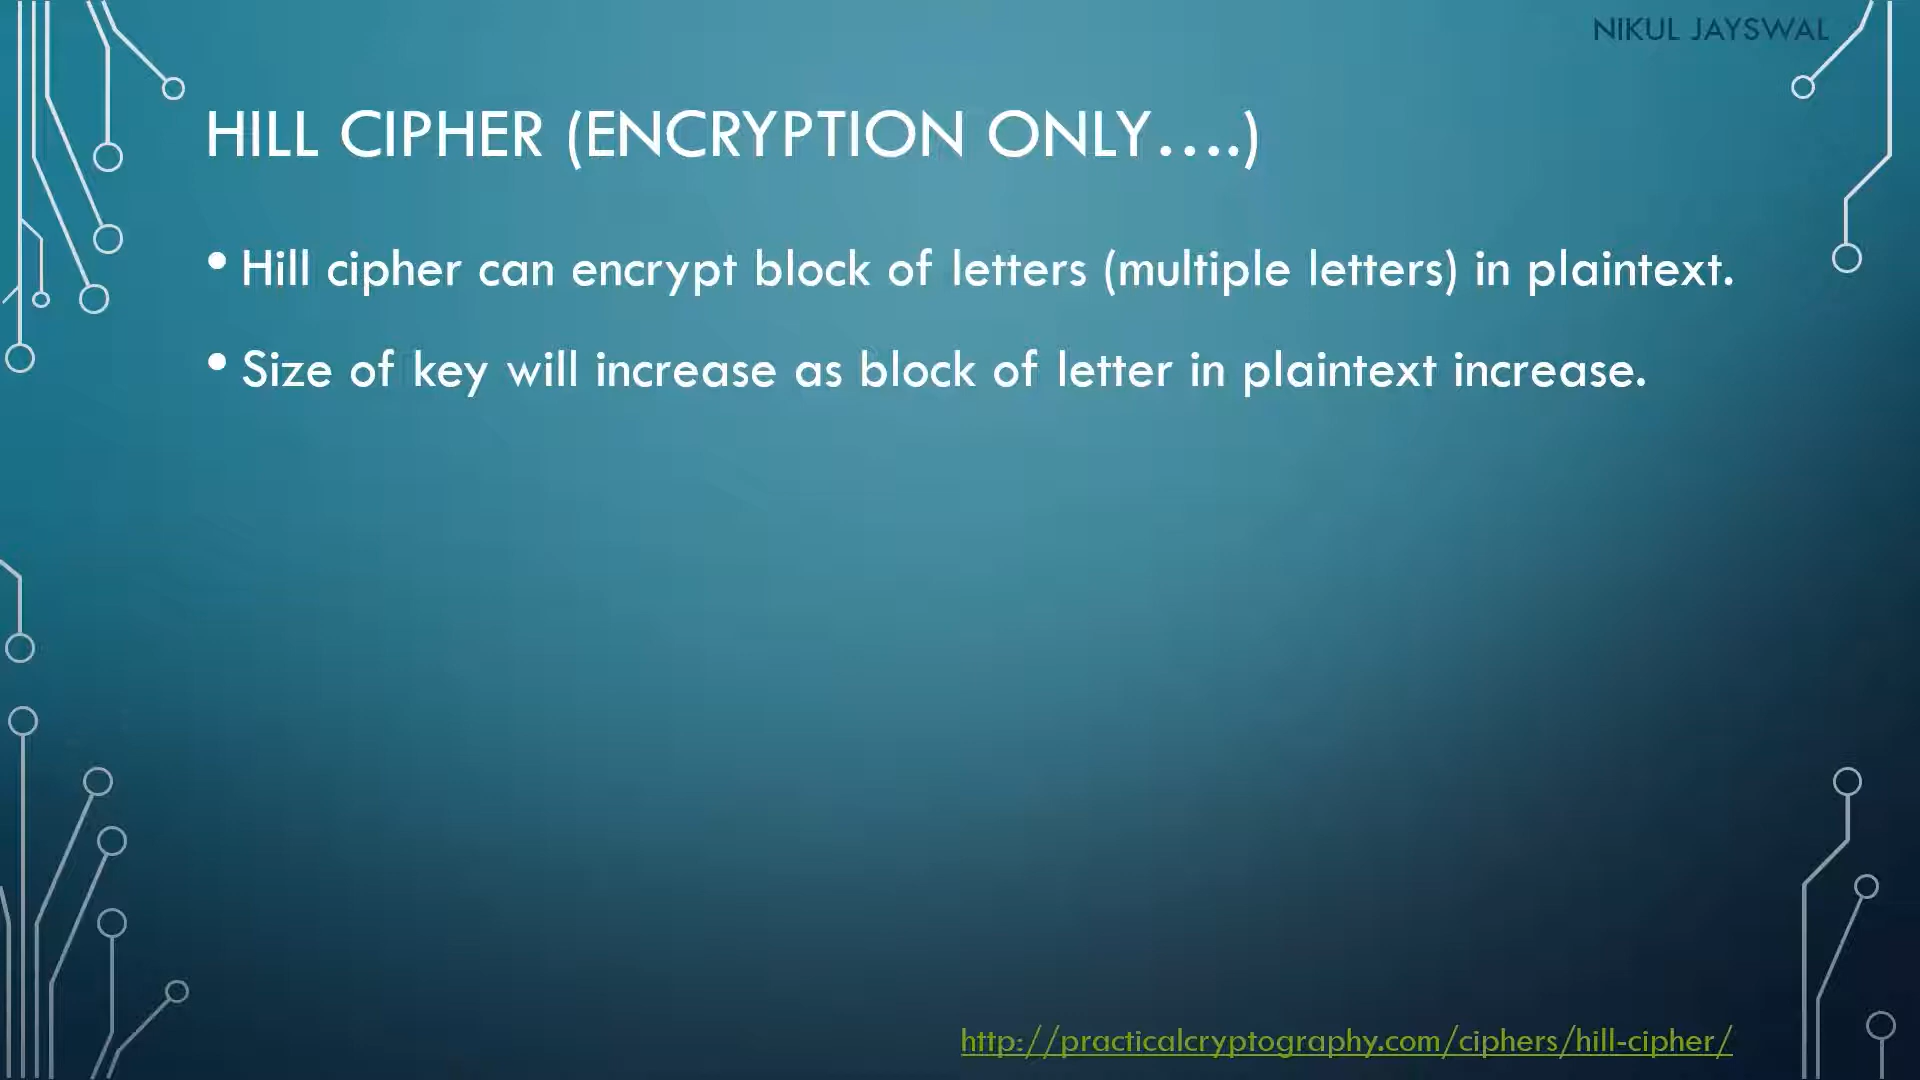 NIKUL JAYSWAL
HILL CIPHER (ENCRYPTION ONLY....)
• Hill cipher can encrypt block of letters (multiple letters) in plaintext.
• Size of key will increase as block of letter in plaintext increase.
http://practicalcryptography.com/ciphers/hill-cipher/